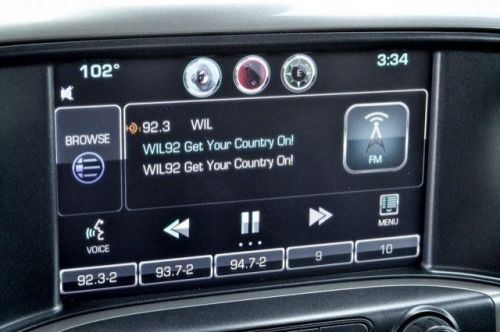 102°
3:34
E
BROWSE
92.3 WIL
WIL92 Get Your Country On!
WIL92 Get Your Country On!
FM
VOICE
MENU
92.3-2
93.7-2
94.7-2
9
10